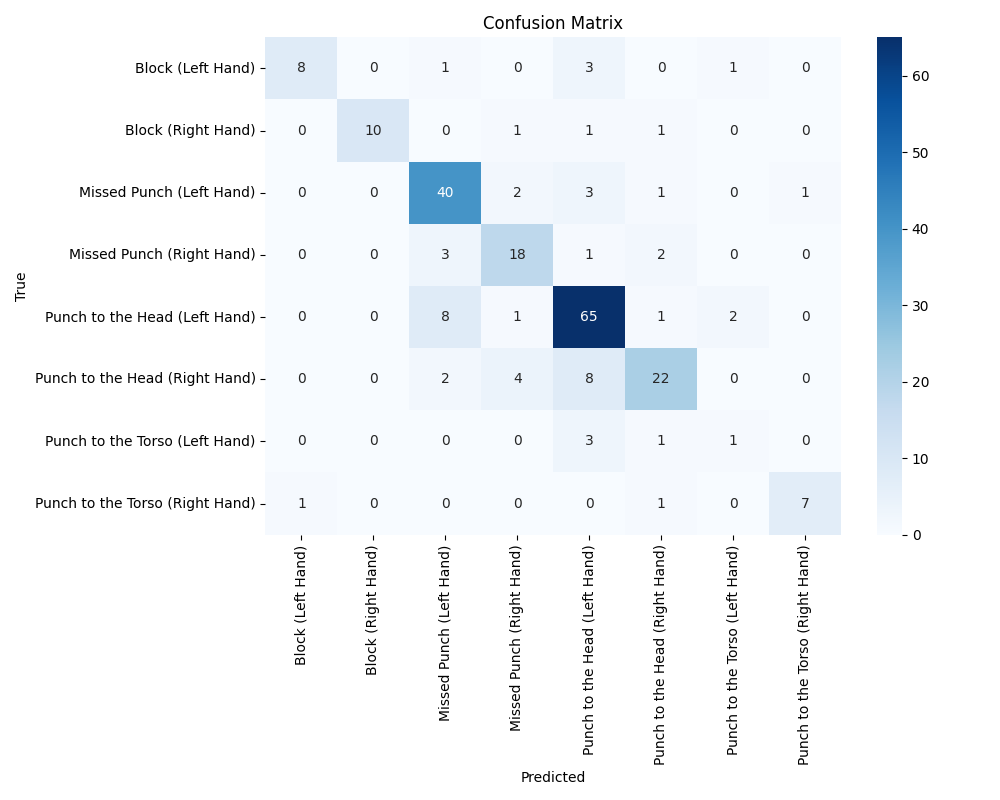 Confusion Matrix
True
Block (Left Hand) 8 0 1 0 3 0 1 0
Block (Right Hand) 0 10 0 1 1 1 0 0
Missed Punch (Left Hand) 0 0 40 2 3 1 0 1
Missed Punch (Right Hand) 0 0 3 18 1 2 0 0
Punch to the Head (Left Hand) 0 0 8 1 65 1 2 0
Punch to the Head (Right Hand) 0 0 2 4 8 22 0 0
Punch to the Torso (Left Hand) 0 0 0 0 3 1 1 0
Punch to the Torso (Right Hand) 1 0 0 0 0 1 0 7
Block (Left Hand)
Block (Right Hand)
Missed Punch (Left Hand)
Missed Punch (Right Hand)
Punch to the Head (Left Hand)
Punch to the Head (Right Hand)
Punch to the Torso (Left Hand)
Punch to the Torso (Right Hand)
Predicted
60
50
40
30
20
10
0